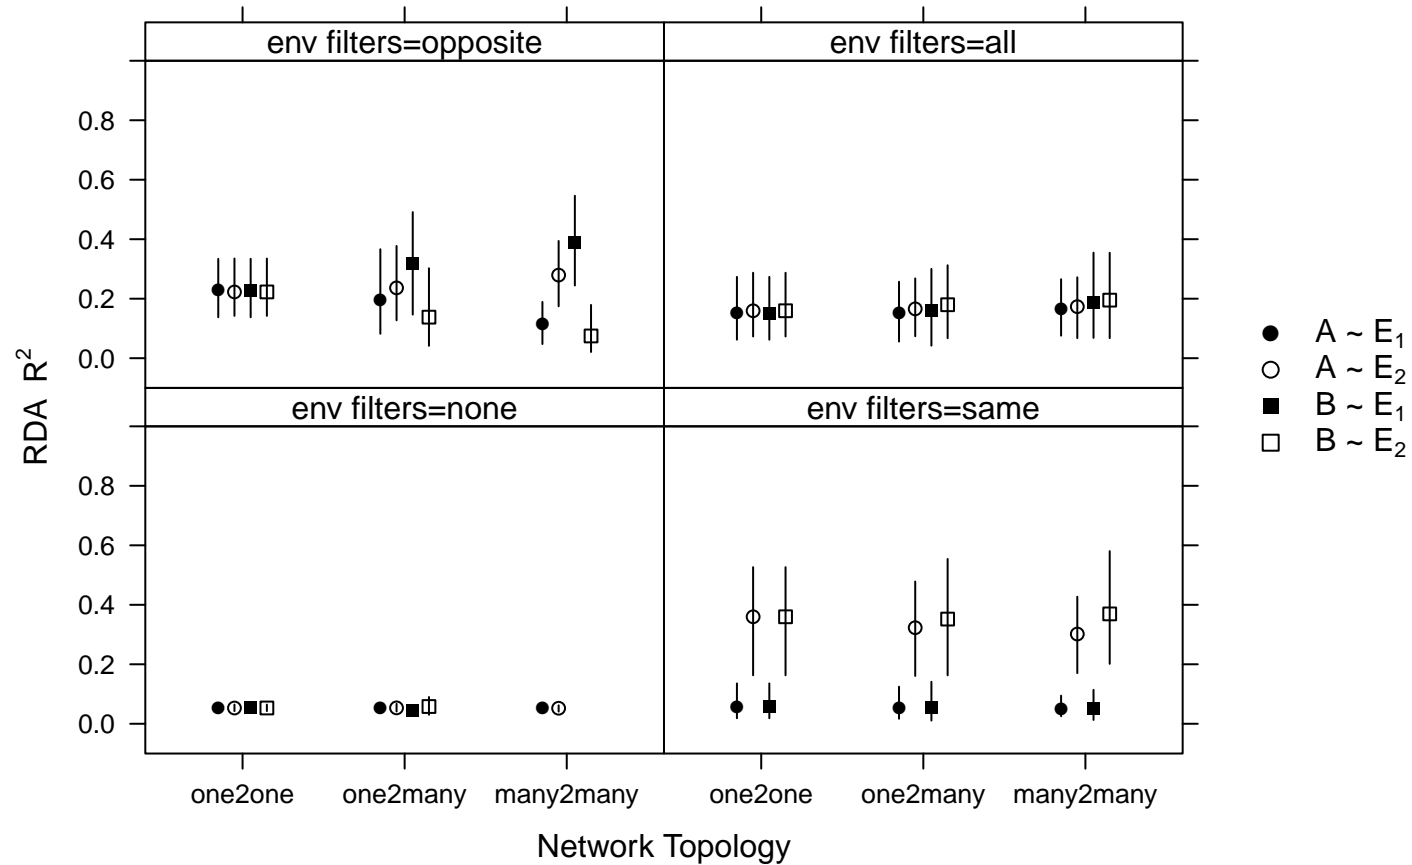 env filters=opposite env filters=all
0.8
0.6
0.4
0.2
0.0
env filters=none env filters=same
0.8
0.6
0.4
0.2
0.0
one2one one2many many2many one2one one2many many2many
Network Topology
RDA R²
A ~ E₁
A ~ E₂
B ~ E₁
B ~ E₂